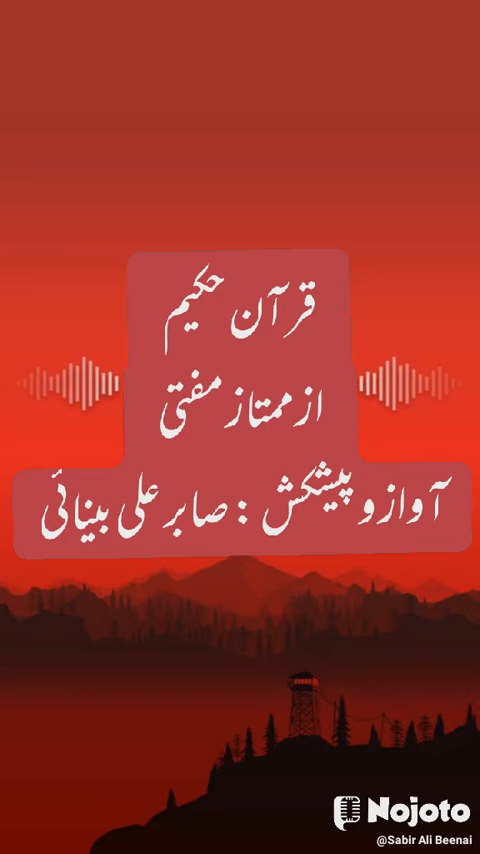 قرآن حکیم
از ممتاز مفتی
آواز و پیشکش : صابر علی بینائی
Nojoto
@Sabir Ali Beenai